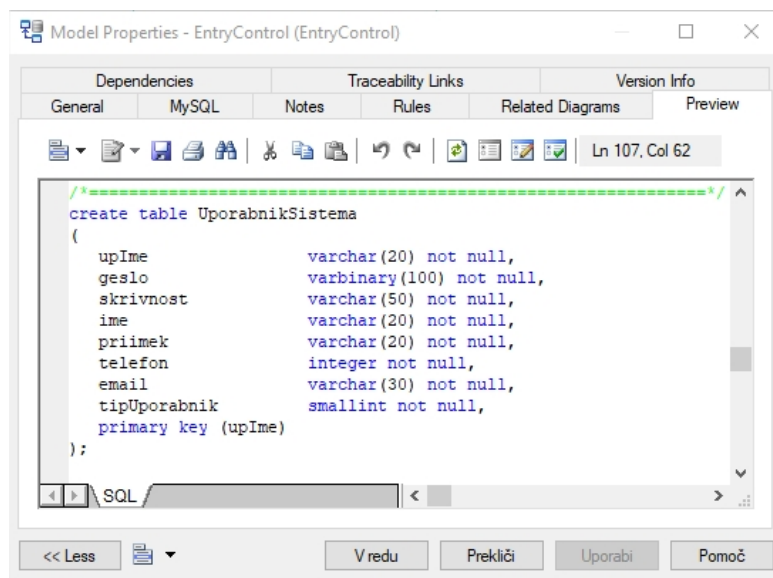 Model Properties - EntryControl (EntryControl)
Dependencies Traceability Links Version Info
General MySQL Notes Rules Related Diagrams Preview
Ln 107, Col 62
/*==============================================================*/
create table UporabnikSistema
(
upIme varchar(20) not null,
geslo varbinary(100) not null,
skrivnost varchar(50) not null,
ime varchar(20) not null,
priimek varchar(20) not null,
telefon integer not null,
email varchar(30) not null,
tipUporabnik smallint not null,
primary key (upIme)
);
SQL
<< Less V redu Prekliči Uporabi Pomoč